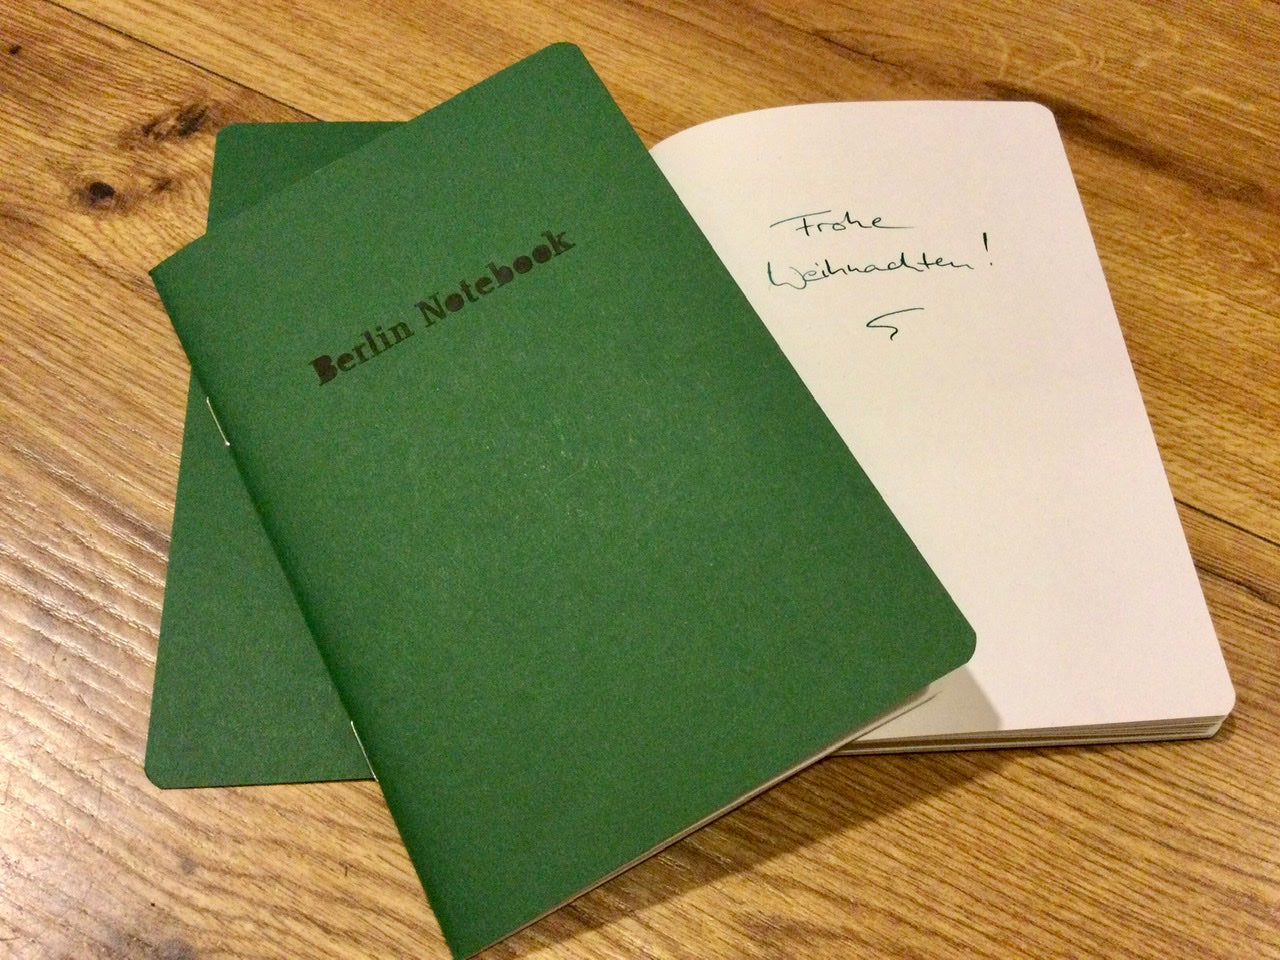 Berlin Notebook
Frohe
Weihnachten!